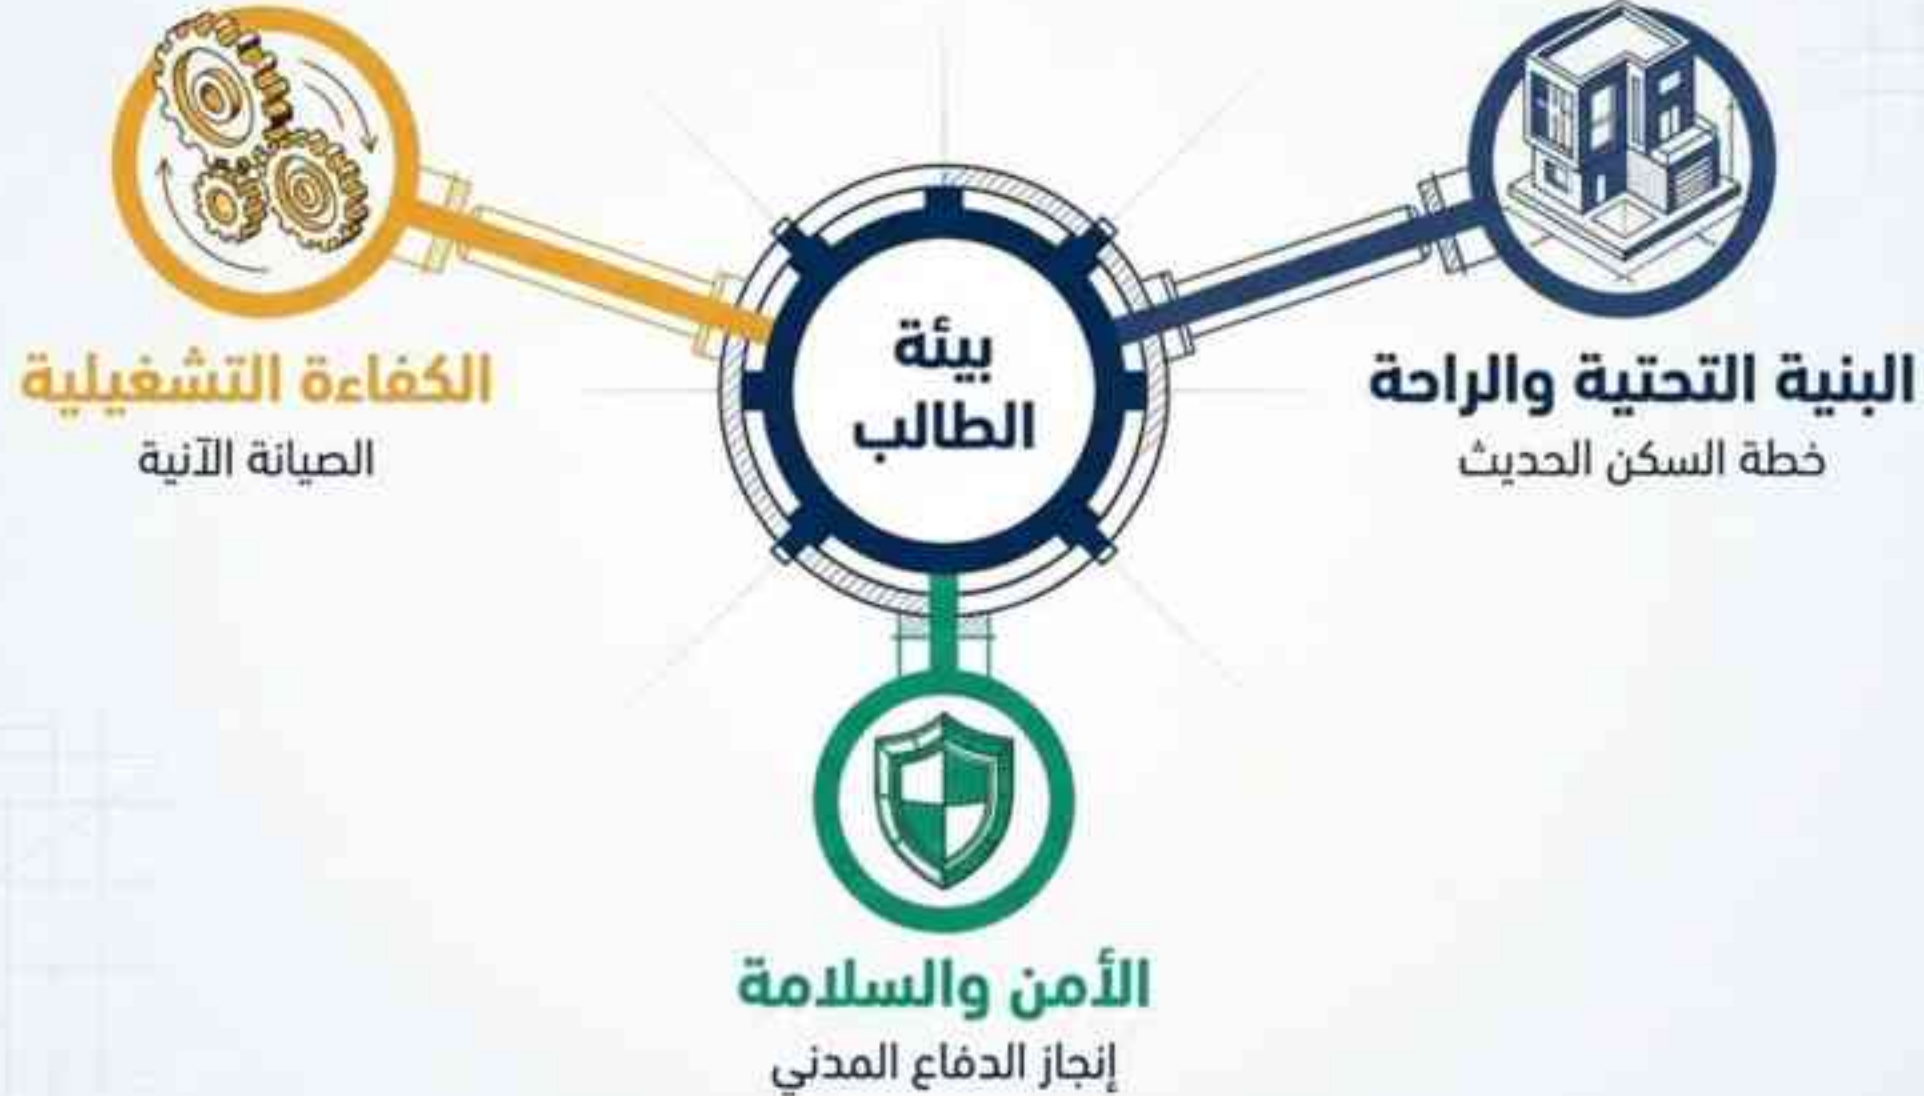 بيئة
الطالب
البنية التحتية والراحة
خطة السكن الحديث
الكفاءة التشغيلية
الصيانة الآنية
الأمن والسلامة
إنجاز الدفاع المدني